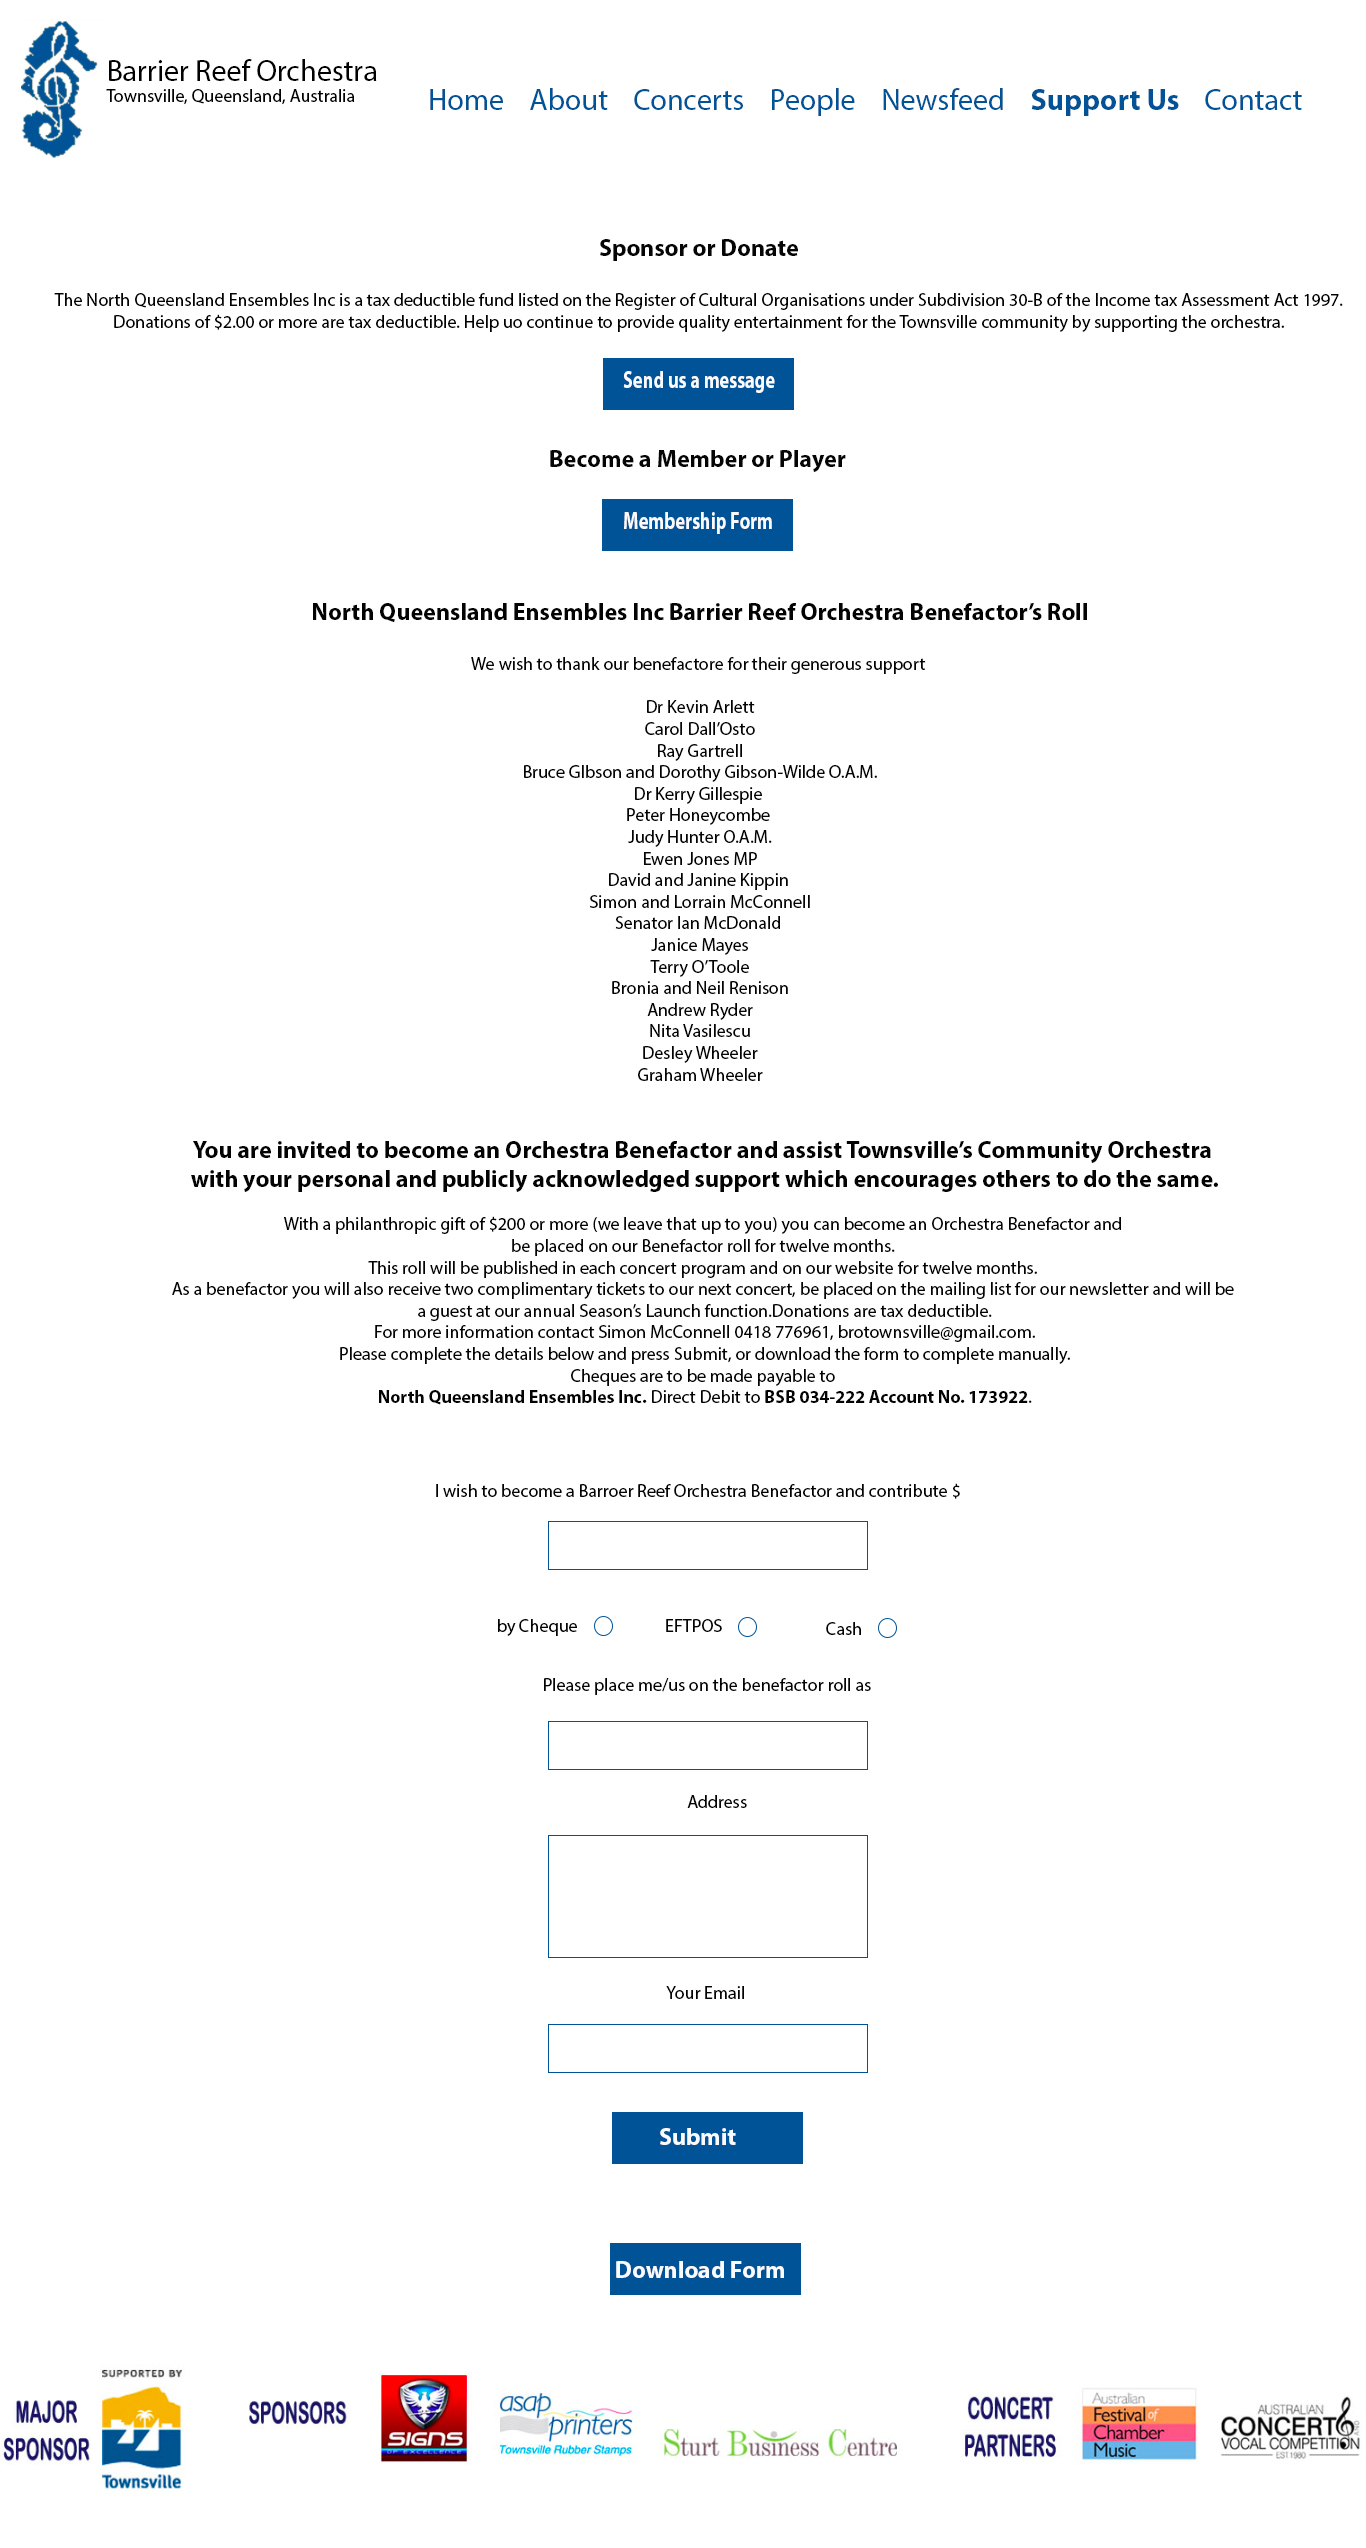 Barrier Reef Orchestra
Townsville, Queensland, Australia
Home About Concerts People Newsfeed Support Us Contact
Sponsor or Donate
The North Queensland Ensembles Inc is a tax deductible fund listed on the Register of Cultural Organisations under Subdivision 30-B of the Income tax Assessment Act 1997.
Donations of $2.00 or more are tax deductible. Help uo continue to provide quality entertainment for the Townsville community by supporting the orchestra.
Send us a message
Become a Member or Player
Membership Form
North Queensland Ensembles Inc Barrier Reef Orchestra Benefactor’s Roll
We wish to thank our benefactore for their generous support
Dr Kevin Arlett
Carol Dall’Osto
Ray Gartrell
Bruce GIbson and Dorothy Gibson-Wilde O.A.M.
Dr Kerry Gillespie
Peter Honeycombe
Judy Hunter O.A.M.
Ewen Jones MP
David and Janine Kippin
Simon and Lorrain McConnell
Senator Ian McDonald
Janice Mayes
Terry O’Toole
Bronia and Neil Renison
Andrew Ryder
Nita Vasilescu
Desley Wheeler
Graham Wheeler
You are invited to become an Orchestra Benefactor and assist Townsville’s Community Orchestra
with your personal and publicly acknowledged support which encourages others to do the same.
With a philanthropic gift of $200 or more (we leave that up to you) you can become an Orchestra Benefactor and
be placed on our Benefactor roll for twelve months.
This roll will be published in each concert program and on our website for twelve months.
As a benefactor you will also receive two complimentary tickets to our next concert, be placed on the mailing list for our newsletter and will be
a guest at our annual Season’s Launch function.Donations are tax deductible.
For more information contact Simon McConnell 0418 776961, brotownsville@gmail.com.
Please complete the details below and press Submit, or download the form to complete manually.
Cheques are to be made payable to
North Queensland Ensembles Inc. Direct Debit to BSB 034-222 Account No. 173922.
I wish to become a Barroer Reef Orchestra Benefactor and contribute $
by Cheque EFTPOS Cash
Please place me/us on the benefactor roll as
Address
Your Email
Submit
Download Form
MAJOR
SPONSOR
SUPPORTED BY
Townsville
SPONSORS
SIGNS
asap
printers
Townsville Rubber Stamps
Sturt Business Centre
CONCERT
PARTNERS
Australian
Festival of
Chamber
Music
AUSTRALIAN
CONCERTO
AND
VOCAL COMPETITION
EST 1980